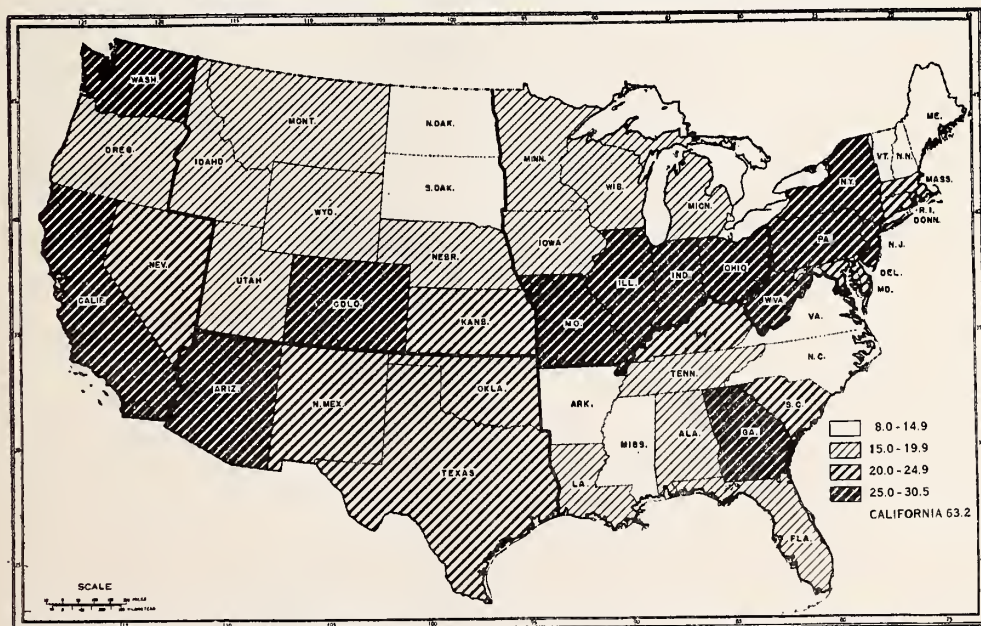 WASH.
MONT.
N.DAK.
MINN.
ME.
OREG.
IDAHO
S.DAK.
WIS.
MICN.
VT.
N.N.
N.Y.
MASS.
R.I.
DONN.
WYO.
IOWA
NEBR.
PA.
N.J.
NEV.
UTAH
COLO.
ILL.
IND.
OHIO
DEL.
MD.
CALIF.
KANS.
MO.
W.VA.
VA.
KY.
N.C.
ARIZ.
N.MEX.
OKLA.
ARK.
TENN.
S.C.
TEXAS
MISS.
ALA.
GA.
LA.
FLA.
8.0-14.9
15.0-19.9
20.0-24.9
25.0-30.5
CALIFORNIA 63.2
SCALE